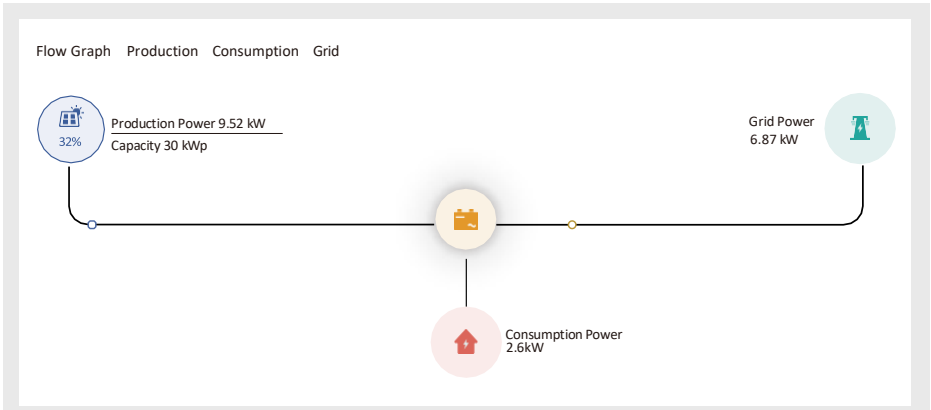 Flow Graph Production Consumption Grid
32%
Production Power 9.52 kW
Capacity 30 kWp
Grid Power
6.87 kW
Consumption Power
2.6kW